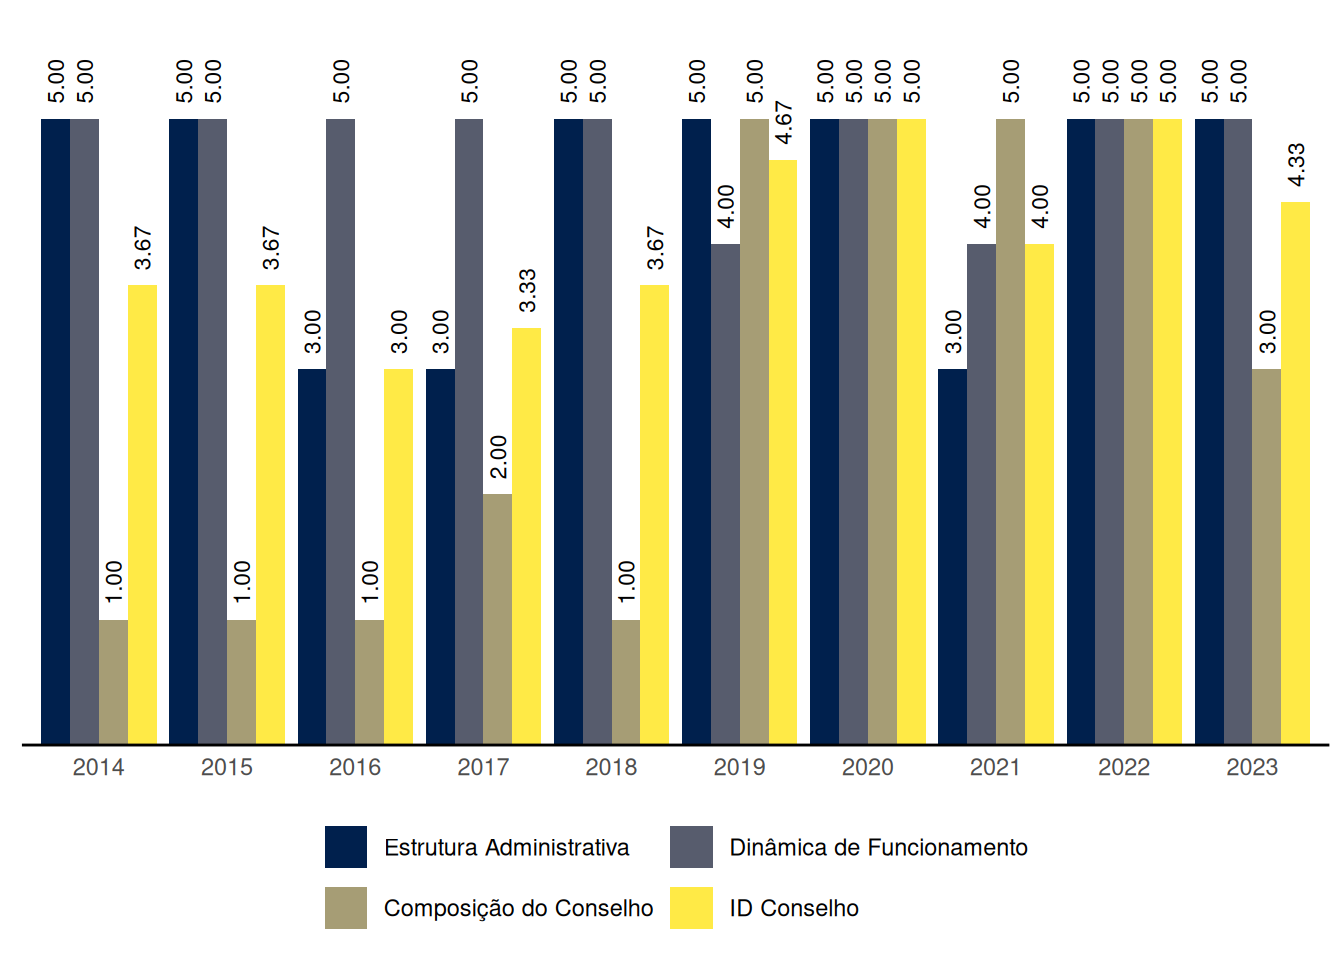 5.00 5.00 1.00 3.67
5.00 5.00 1.00 3.67
3.00 5.00 1.00 3.00
3.00 5.00 2.00 3.33
5.00 5.00 1.00 3.67
5.00 4.00 5.00 4.67
5.00 5.00 5.00 5.00
3.00 4.00 5.00 4.00
5.00 5.00 5.00 5.00
5.00 5.00 3.00 4.33
2014 2015 2016 2017 2018 2019 2020 2021 2022 2023
Estrutura Administrativa Dinâmica de Funcionamento
Composição do Conselho ID Conselho